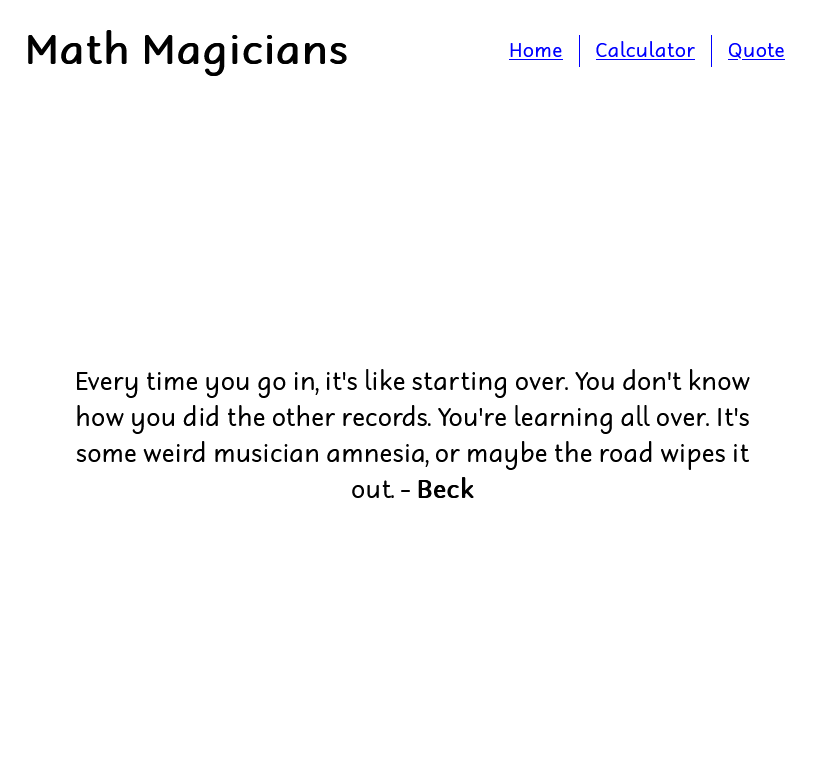 Math Magicians
Home
Calculator
Quote
Every time you go in, it's like starting over. You don't know
how you did the other records. You're learning all over. It's
some weird musician amnesia, or maybe the road wipes it
out. - Beck